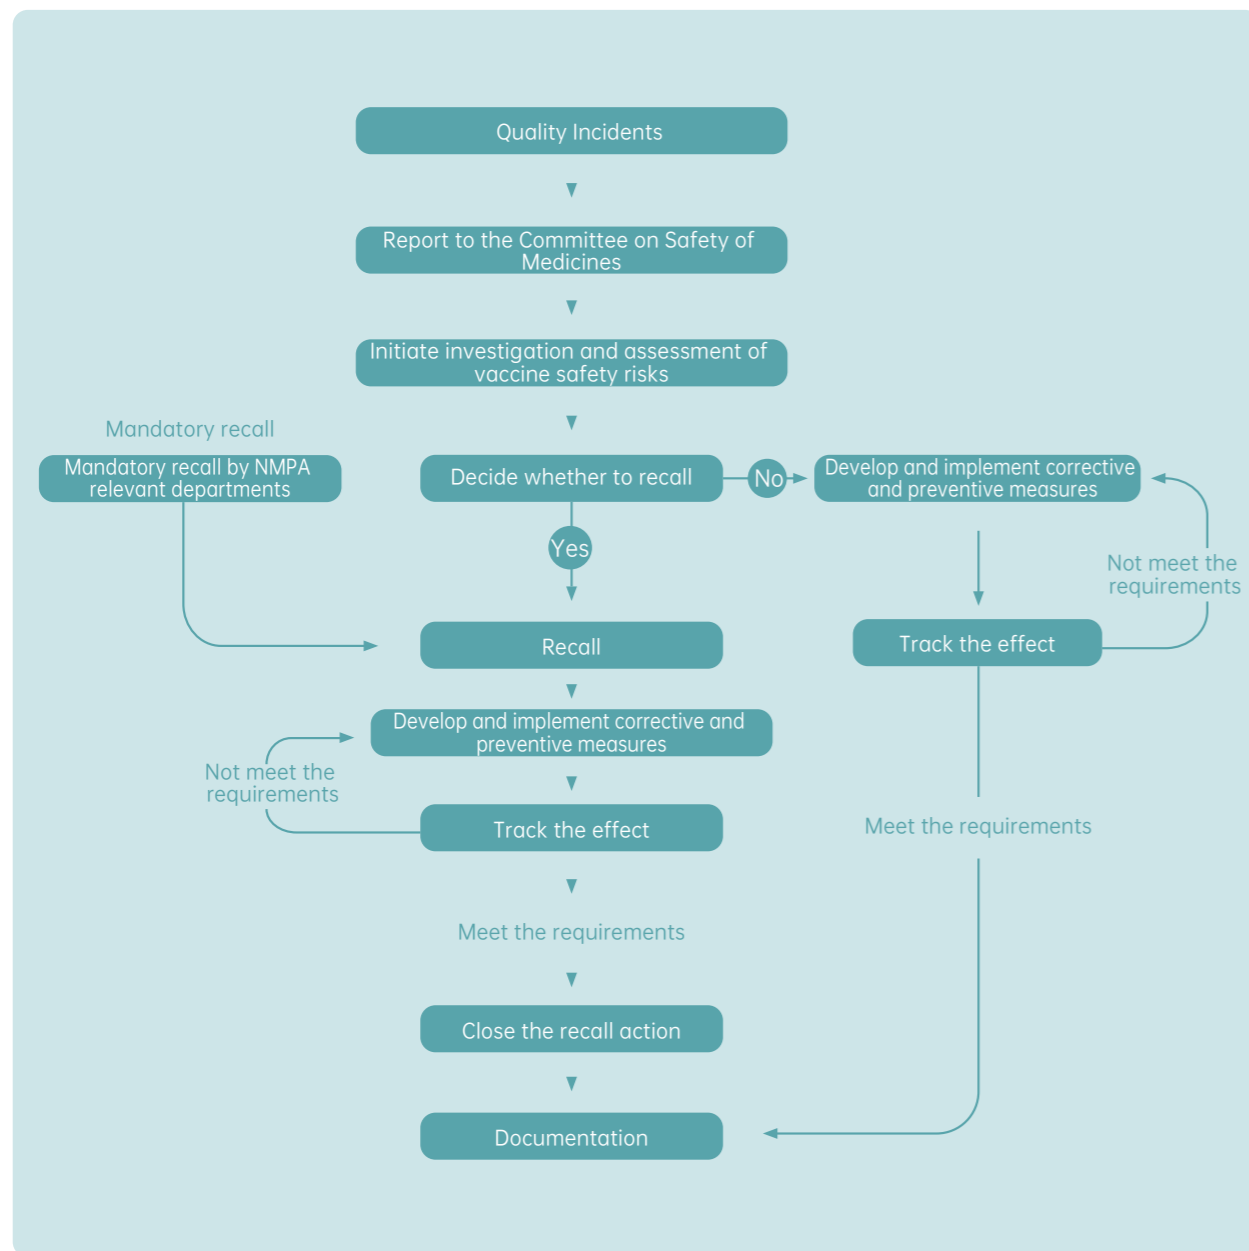 Quality Incidents
Report to the Committee on Safety of
Medicines
Initiate investigation and assessment of
vaccine safety risks
Mandatory recall
Mandatory recall by NMPA
relevant departments
Decide whether to recall
No
Develop and implement corrective
and preventive measures
Yes
Not meet the
requirements
Recall
Track the effect
Develop and implement corrective and
preventive measures
Not meet the
requirements
Track the effect
Meet the requirements
Meet the requirements
Close the recall action
Documentation